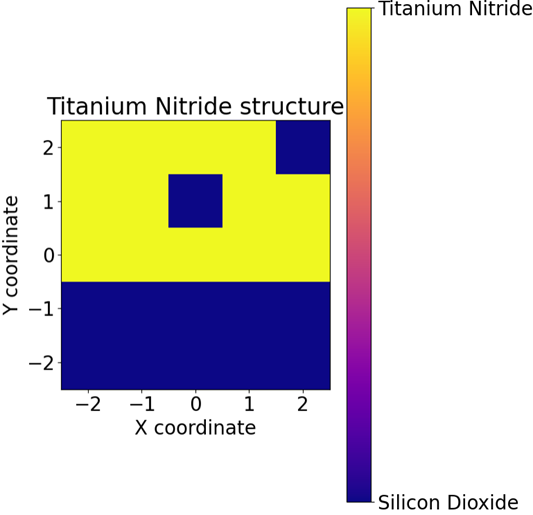 Titanium Nitride
Titanium Nitride structure
2
1
0
−1
−2
Y coordinate
−2 −1 0 1 2
X coordinate
Silicon Dioxide